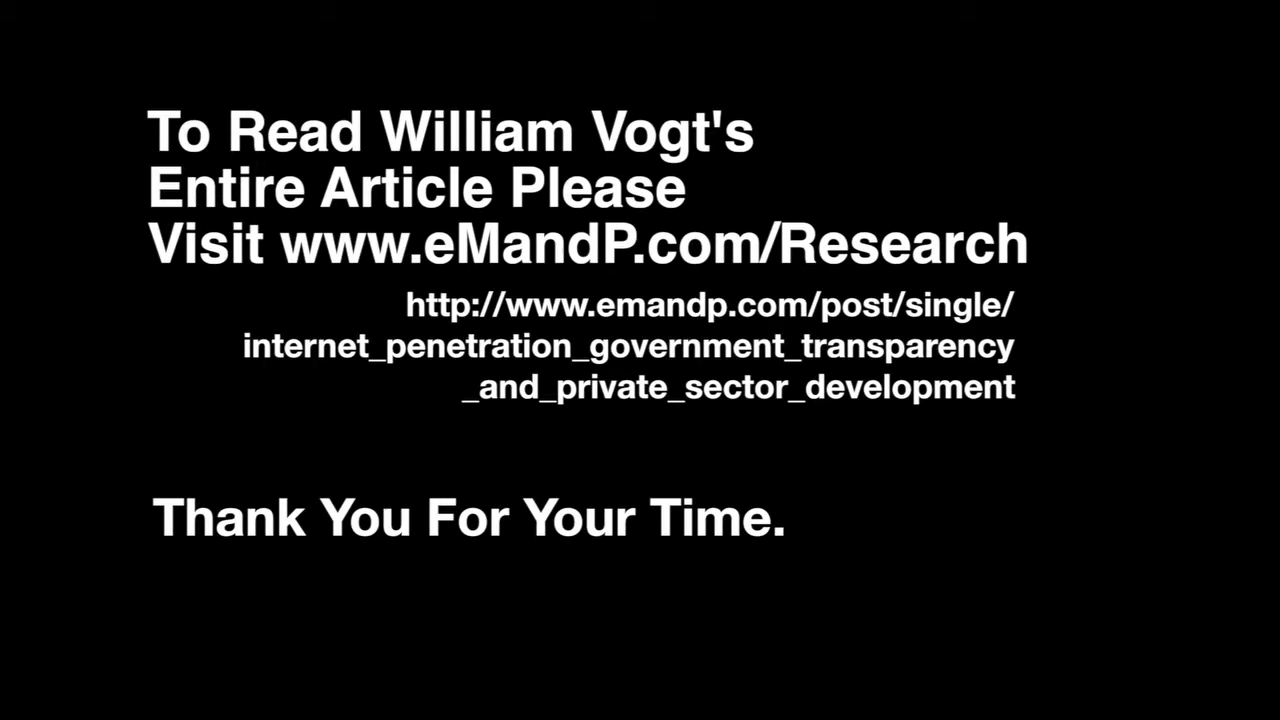 To Read William Vogt's
Entire Article Please
Visit www.eMandP.com/Research
http://www.emandp.com/post/single/
internet_penetration_government_transparency
_and_private_sector_development
Thank You For Your Time.